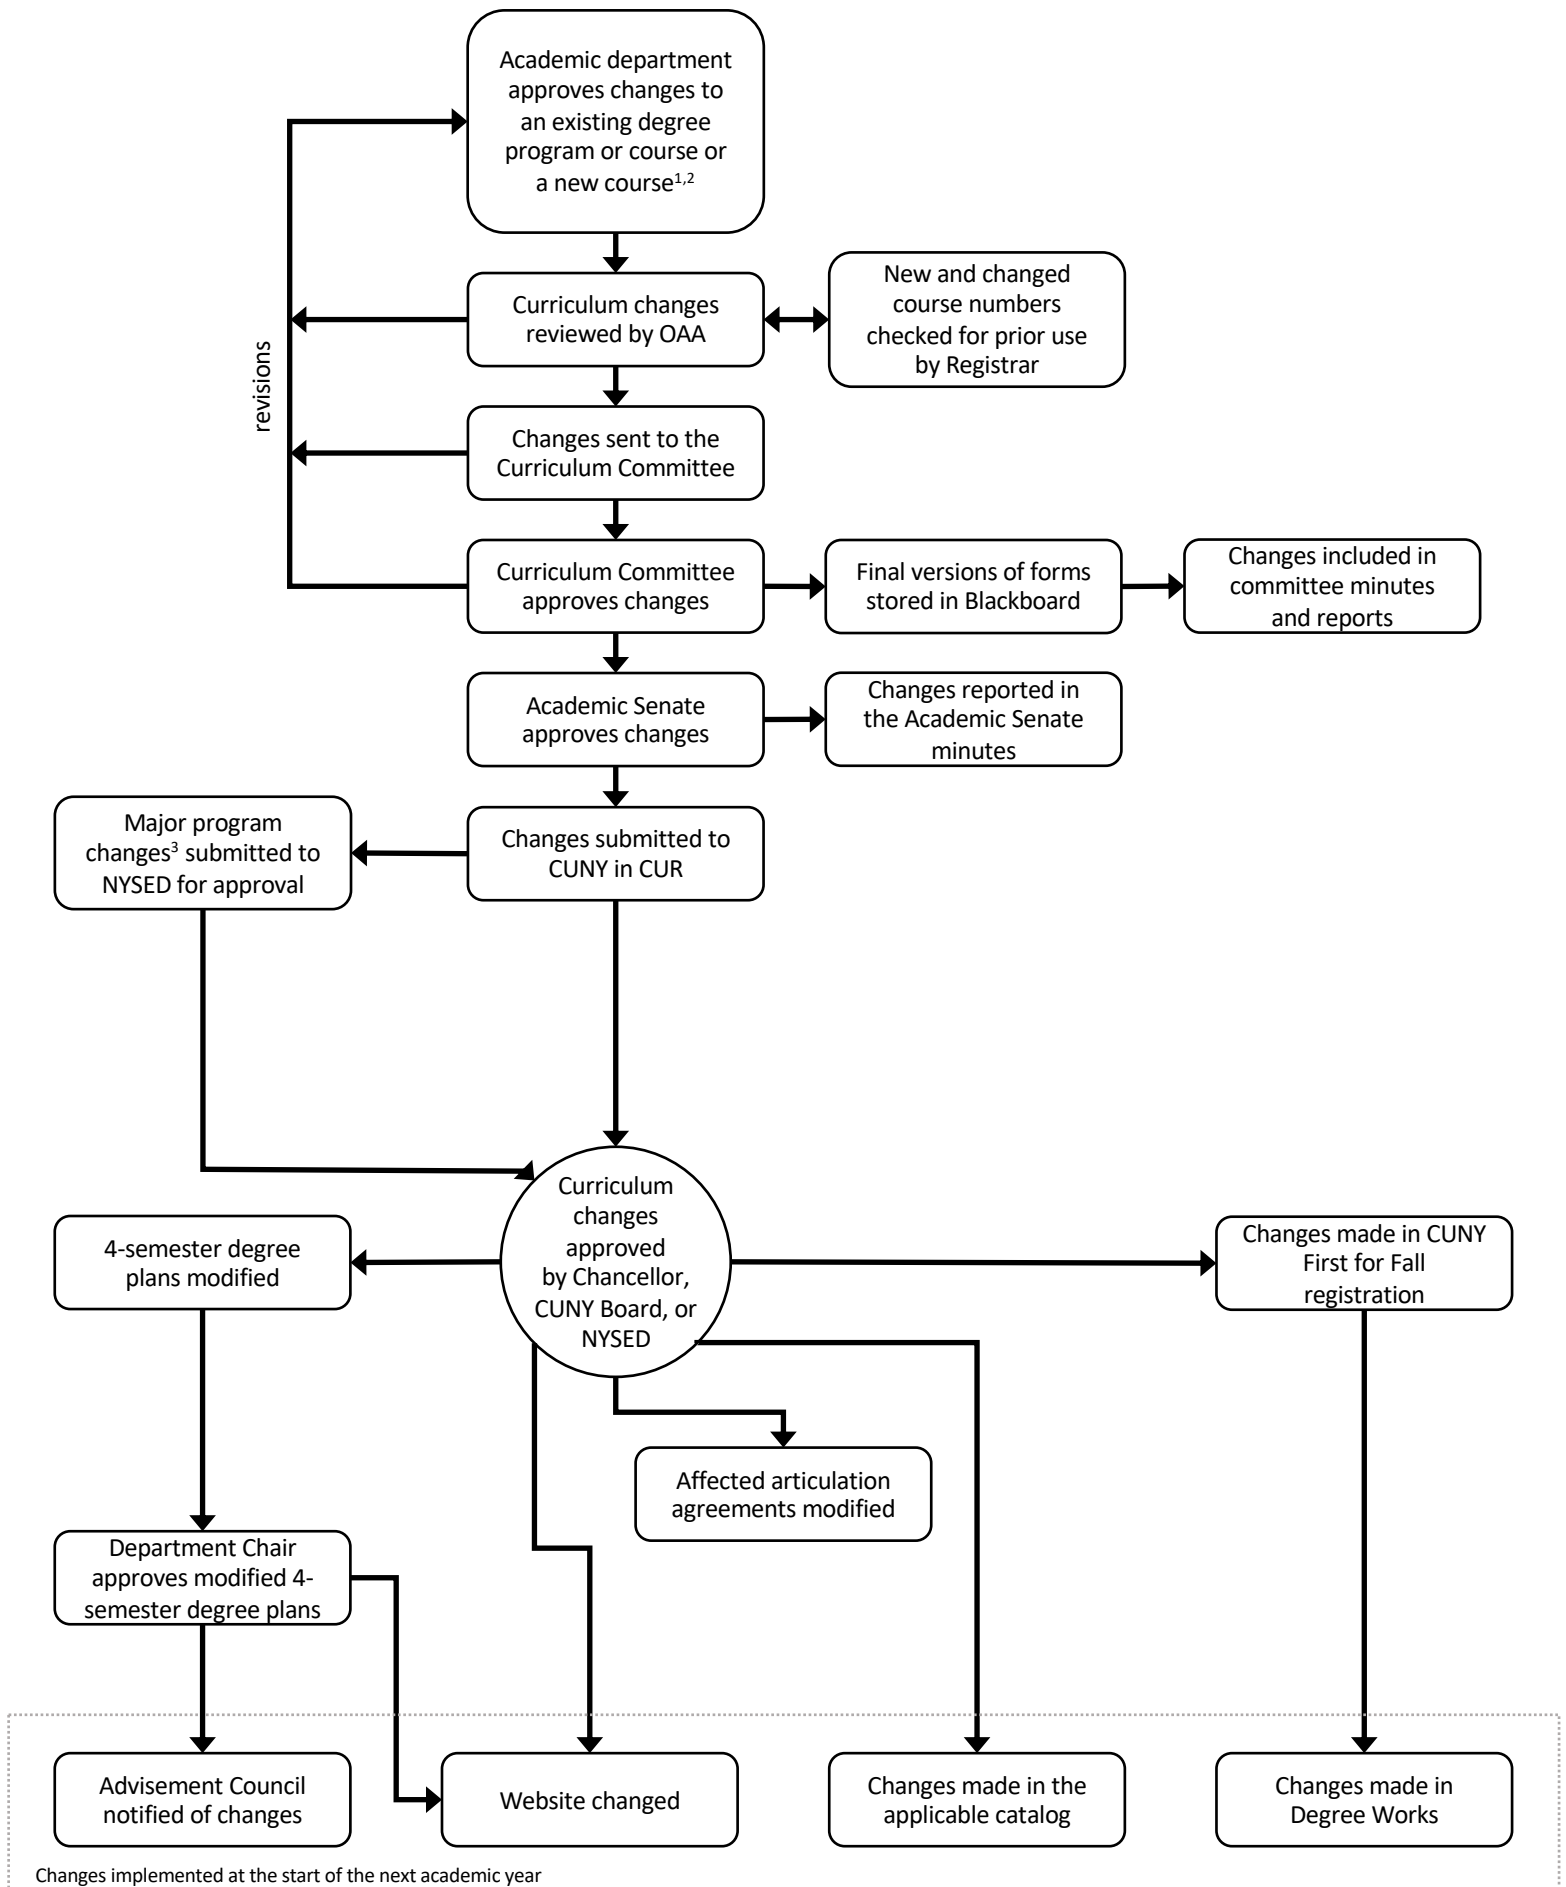 Academic department
approves changes to
an existing degree
program or course or
a new course1,2
Curriculum changes
reviewed by OAA
New and changed
course numbers
checked for prior use
by Registrar
revisions
Changes sent to the
Curriculum Committee
Curriculum Committee
approves changes
Final versions of forms
stored in Blackboard
Changes included in
committee minutes
and reports
Academic Senate
approves changes
Changes reported in
the Academic Senate
minutes
Major program
changes3 submitted to
NYSED for approval
Changes submitted to
CUNY in CUR
Curriculum
changes
approved
by Chancellor,
CUNY Board, or
NYSED
4-semester degree
plans modified
Changes made in CUNY
First for Fall
registration
Affected articulation
agreements modified
Department Chair
approves modified 4-
semester degree plans
Advisement Council
notified of changes
Website changed
Changes made in the
applicable catalog
Changes made in
Degree Works
Changes implemented at the start of the next academic year